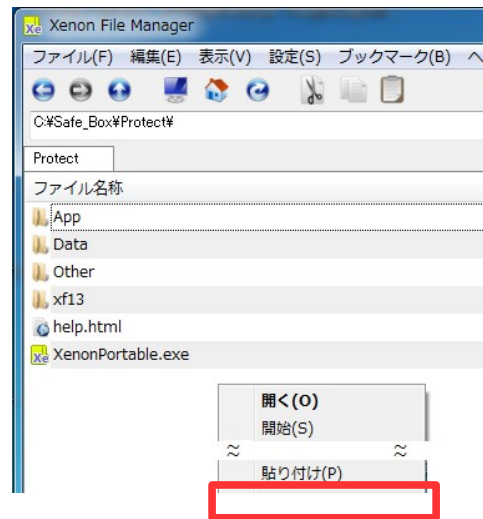 Xenon File Manager
ファイル(F) 編集(E) 表示(V) 設定(S) ブックマーク(B) ヘ
C:¥Safe_Box¥Protect¥
Protect
ファイル名称
App
Data
Other
xf13
help.html
Xe XenonPortable.exe
開く(O)
開始(S)
≈ ≈
貼り付け(P)